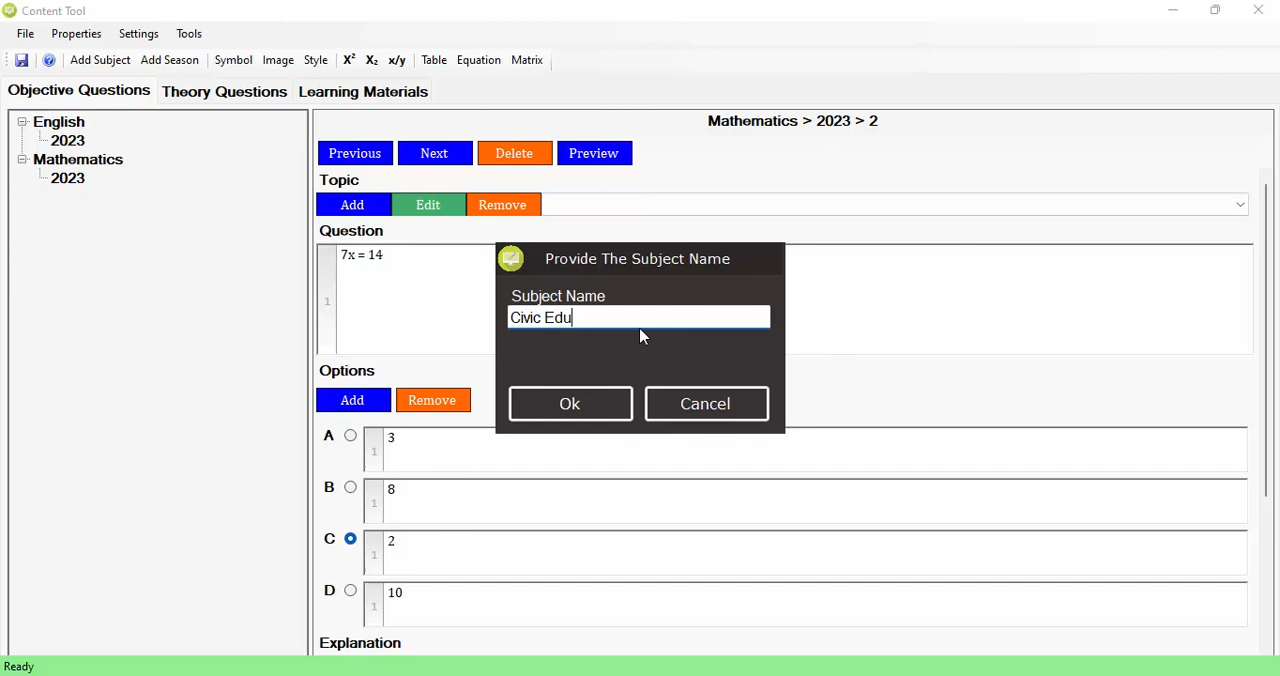 Content Tool
File Properties Settings Tools
Add Subject Add Season Symbol Image Style X² X₂ x/y Table Equation Matrix
Objective Questions Theory Questions Learning Materials
English
2023
Mathematics
2023
Mathematics > 2023 > 2
Previous Next Delete Preview
Topic
Add Edit Remove
Question
1 7x = 14
Provide The Subject Name
Subject Name
Civic Edu
Ok Cancel
Options
Add Remove
A 1 3
B 1 8
C 1 2
D 1 10
Explanation
Ready